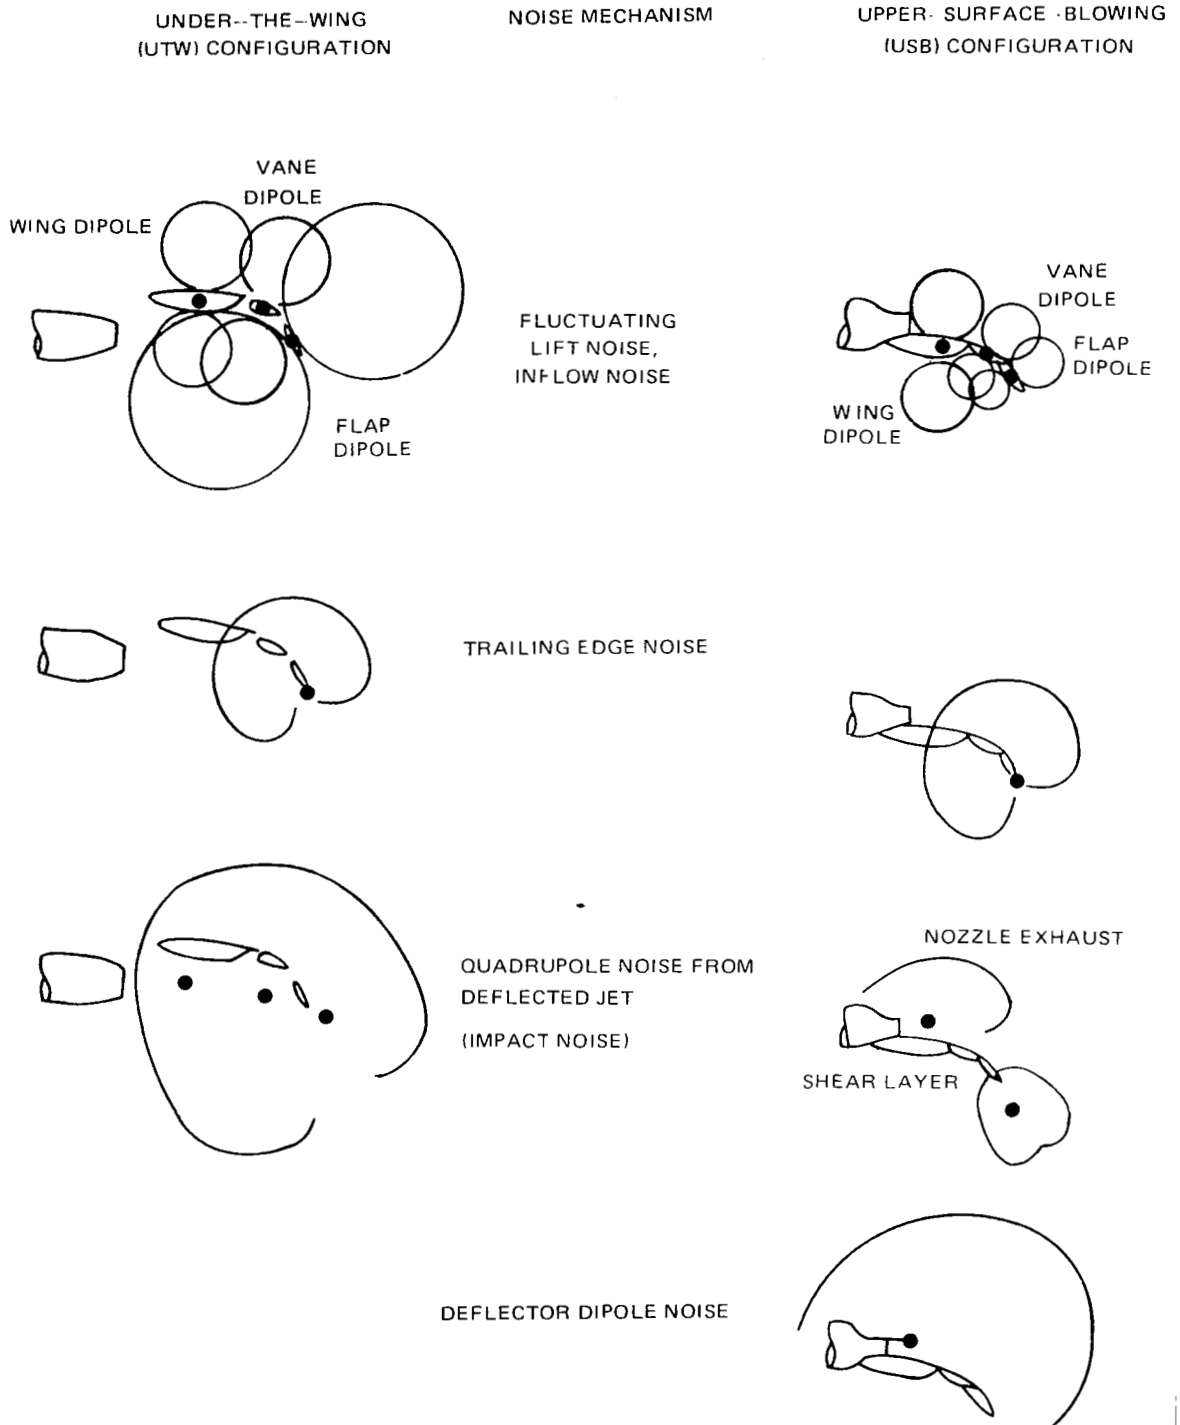 UNDER--THE-WING
(UTW) CONFIGURATION
NOISE MECHANISM
UPPER- SURFACE -BLOWING
(USB) CONFIGURATION
VANE
DIPOLE
WING DIPOLE
FLAP
DIPOLE
FLUCTUATING
LIFT NOISE,
INFLOW NOISE
VANE
DIPOLE
FLAP
DIPOLE
WING
DIPOLE
TRAILING EDGE NOISE
QUADRUPOLE NOISE FROM
DEFLECTED JET
(IMPACT NOISE)
NOZZLE EXHAUST
SHEAR LAYER
DEFLECTOR DIPOLE NOISE